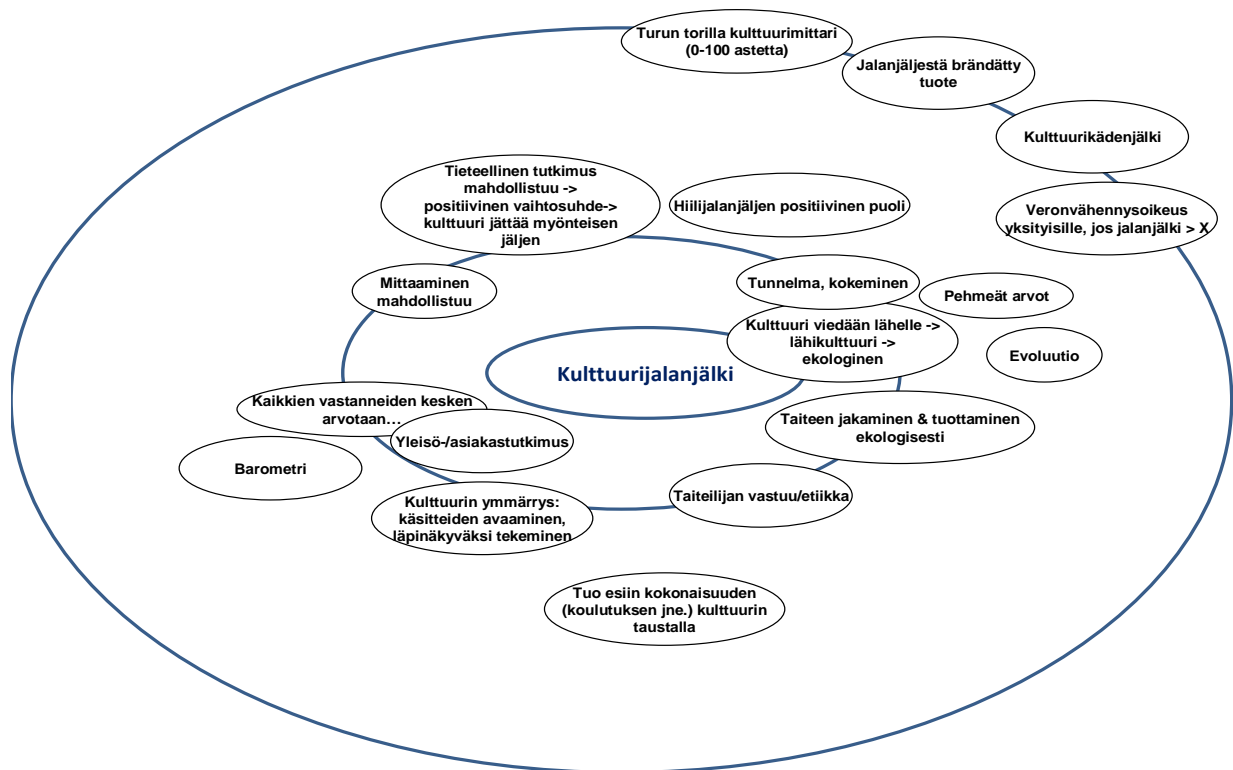 Turun torilla kulttuurimittari
(0-100 astetta)
Jalanjäljestä brändätty
tuote
Kulttuurikädenjälki
Tieteellinen tutkimus
mahdollistuu ->
positiivinen vaihtosuhde->
kulttuuri jättää myönteisen
jäljen
Hiilijalanjäljen positiivinen puoli
Veronvähennysoikeus
yksityisille, jos jalanjälki > X
Mittaaminen
mahdollistuu
Tunnelma, kokeminen
Pehmeät arvot
Kulttuuri viedään lähelle ->
lähikulttuuri ->
ekologinen
Evoluutio
Kulttuurijalanjälki
Kaikkien vastanneiden kesken
arvotaan…
Yleisö-/asiakastutkimus
Taiteen jakaminen & tuottaminen
ekologisesti
Barometri
Kulttuurin ymmärrys:
käsitteiden avaaminen,
läpinäkyväksi tekeminen
Taiteilijan vastuu/etiikka
Tuo esiin kokonaisuuden
(koulutuksen jne.) kulttuurin
taustalla